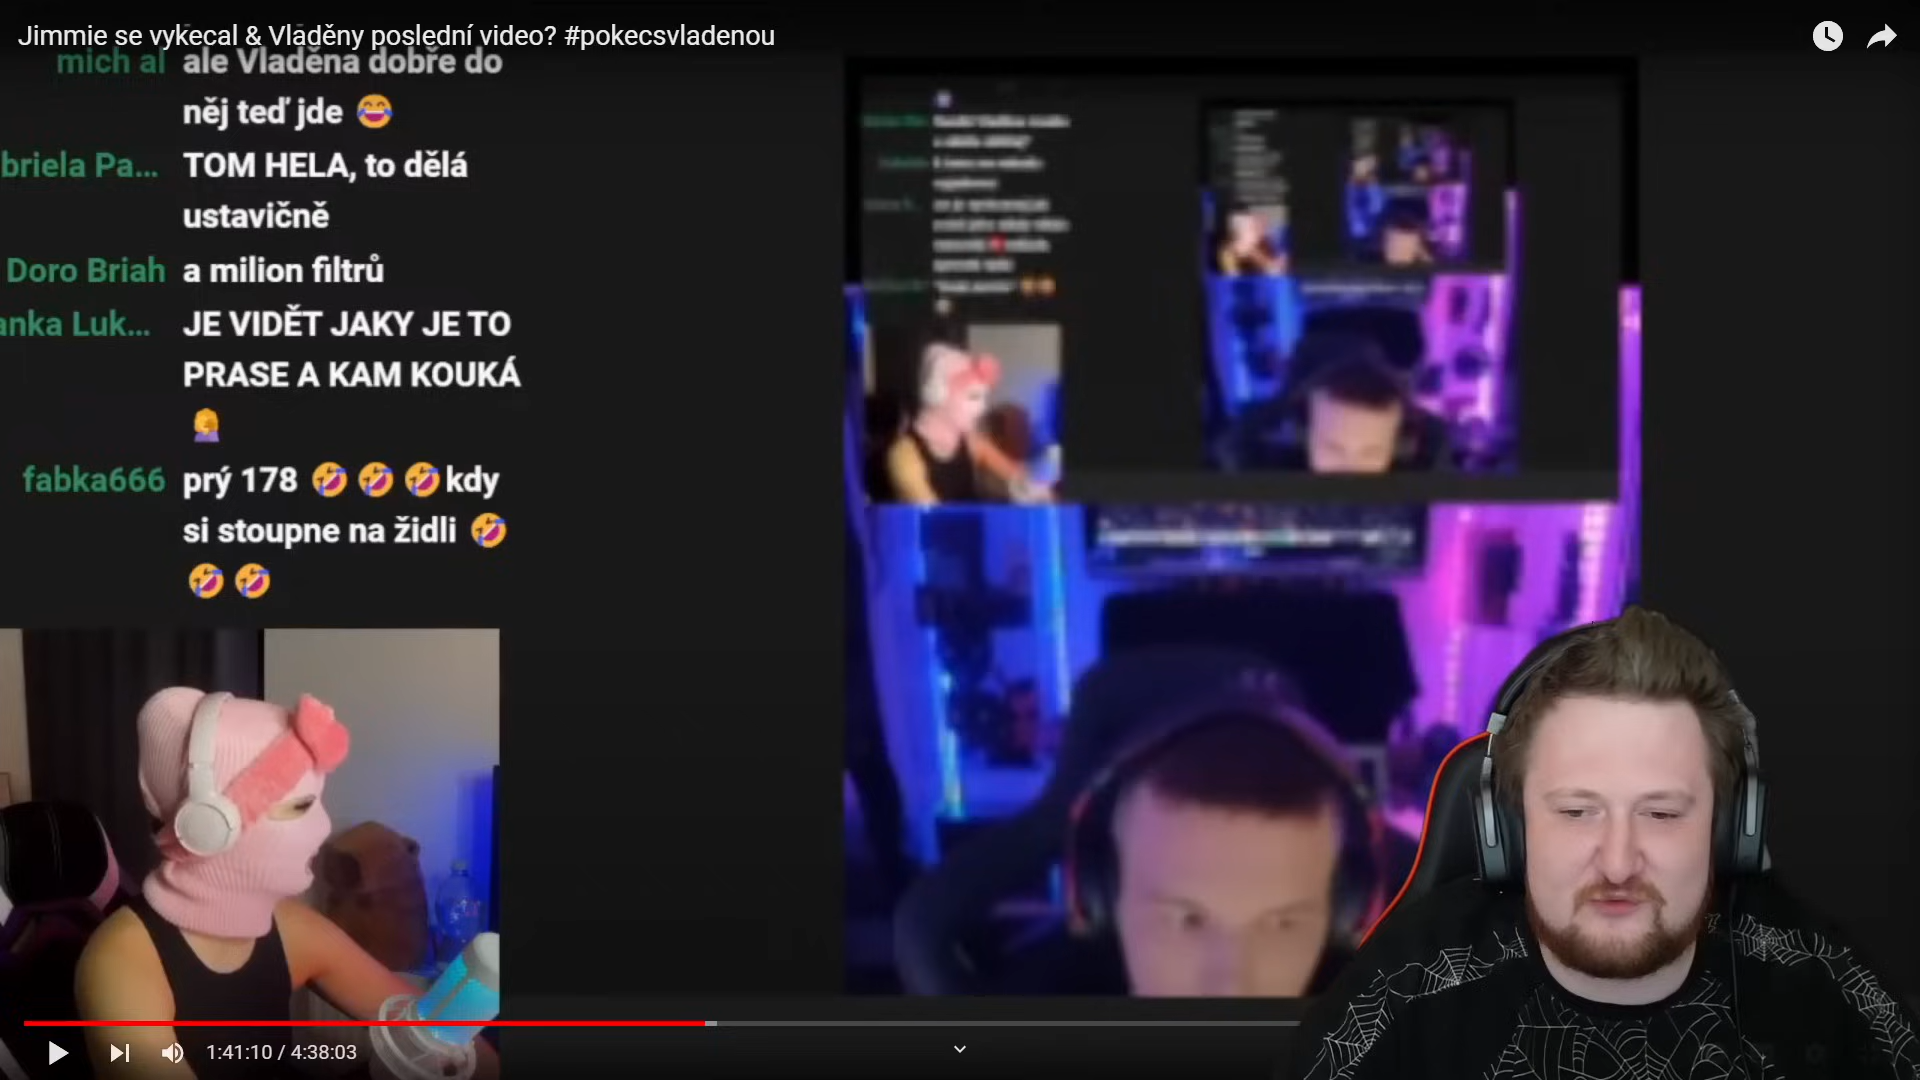 Jimmie se vykecal & Vladěny poslední video? #pokecsvladenou
mich al ale Vladěna dobře do
něj teď jde 😂
briela Pa... TOM HELA, to dělá
ustavičně
Doro Briah a milion filtrů
anka Luk... JE VIDĚT JAKY JE TO
PRASE A KAM KOUKÁ
🤦
fabka666 prý 178 🤣 🤣 🤣 kdy
si stoupne na židli 🤣
🤣 🤣
1:41:10 / 4:38:03